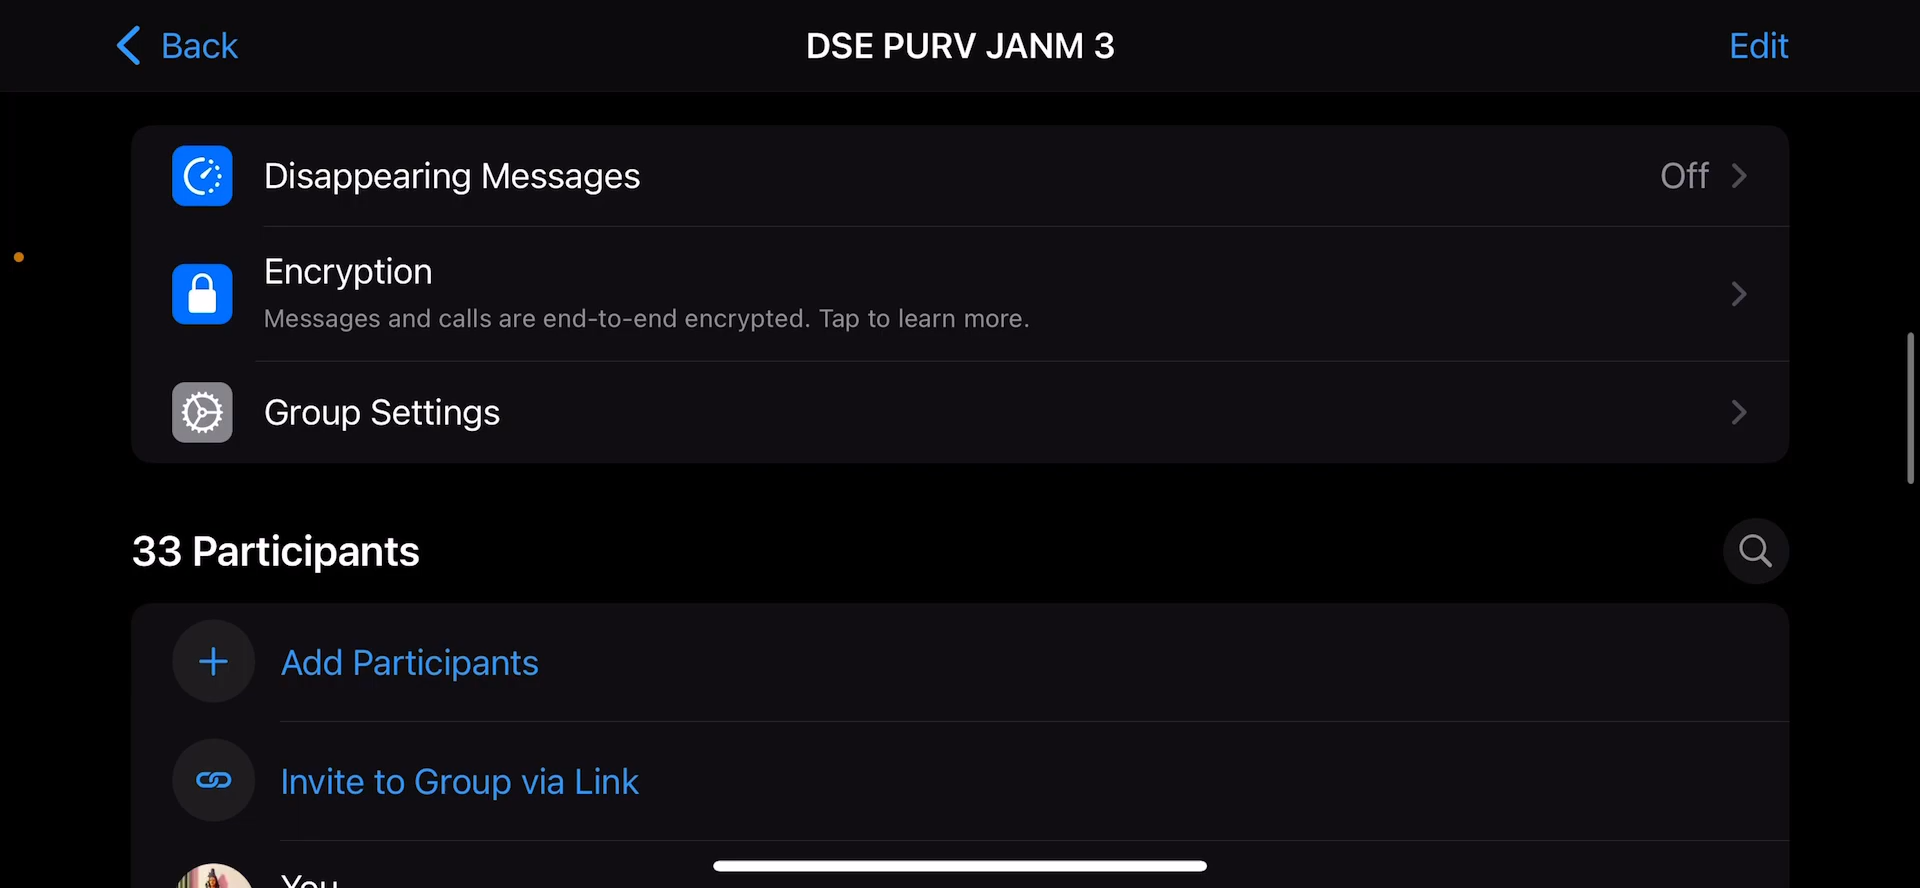 Back
DSE PURV JANM 3
Edit
Disappearing Messages
Off
Encryption
Messages and calls are end-to-end encrypted. Tap to learn more.
Group Settings
33 Participants
Add Participants
Invite to Group via Link
You